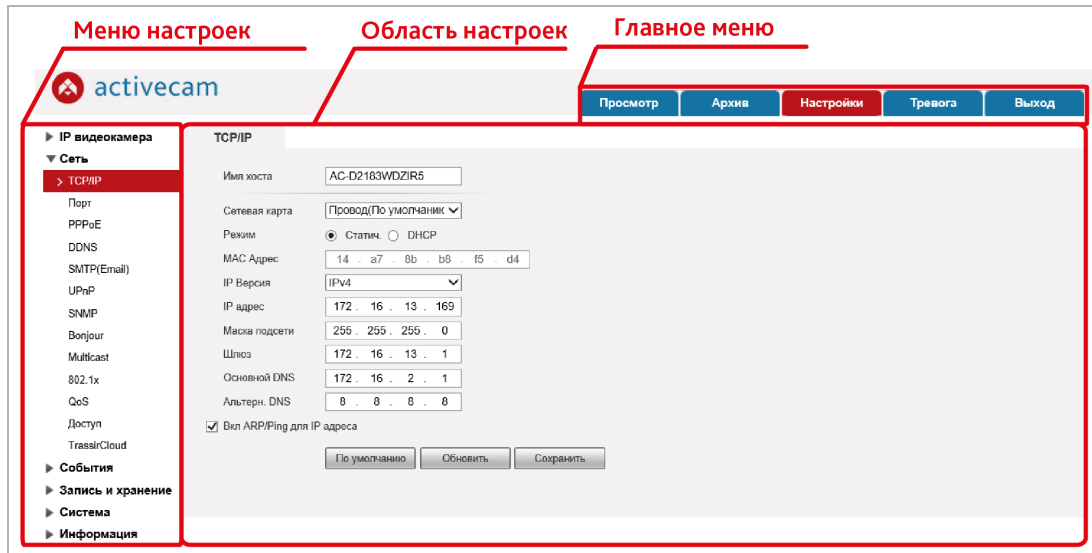 Меню настроек Область настроек Главное меню
activecam
Просмотр Архив Настройки Тревога Выход
IP видеокамера
Сеть
TCP/IP
Порт
PPPoE
DDNS
SMTP(Email)
UPnP
SNMP
Bonjour
Multicast
802.1x
QoS
Доступ
TrassirCloud
События
Запись и хранение
Система
Информация
TCP/IP
Имя хоста AC-D2183WDZIR5
Сетевая карта Провод(По умолчаник
Режим Статич. DHCP
MAC Адрес 14 . a7 . 8b . b8 . f5 . d4
IP Версия IPv4
IP адрес 172 . 16 . 13 . 169
Маска подсети 255 . 255 . 255 . 0
Шлюз 172 . 16 . 13 . 1
Основной DNS 172 . 16 . 2 . 1
Альтерн. DNS 8 . 8 . 8 . 8
Вкл ARP/Ping для IP адреса
По умолчанию Обновить Сохранить